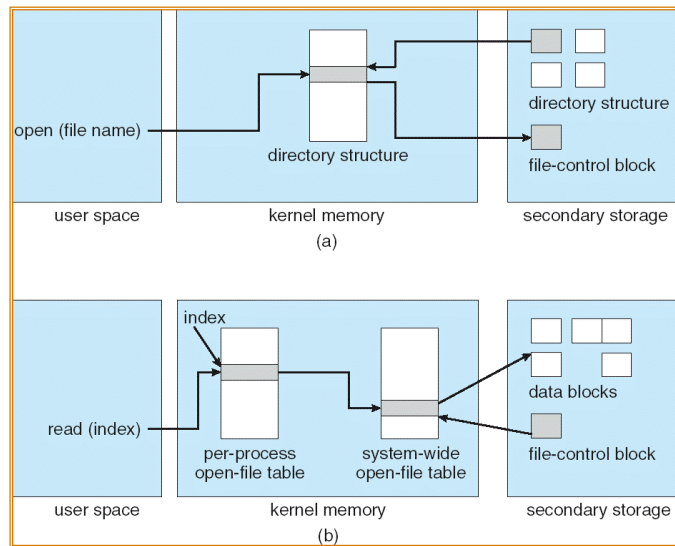 open (file name)
directory structure
directory structure
file-control block
user space
kernel memory
secondary storage
(a)
index
read (index)
per-process
open-file table
system-wide
open-file table
data blocks
file-control block
user space
kernel memory
secondary storage
(b)